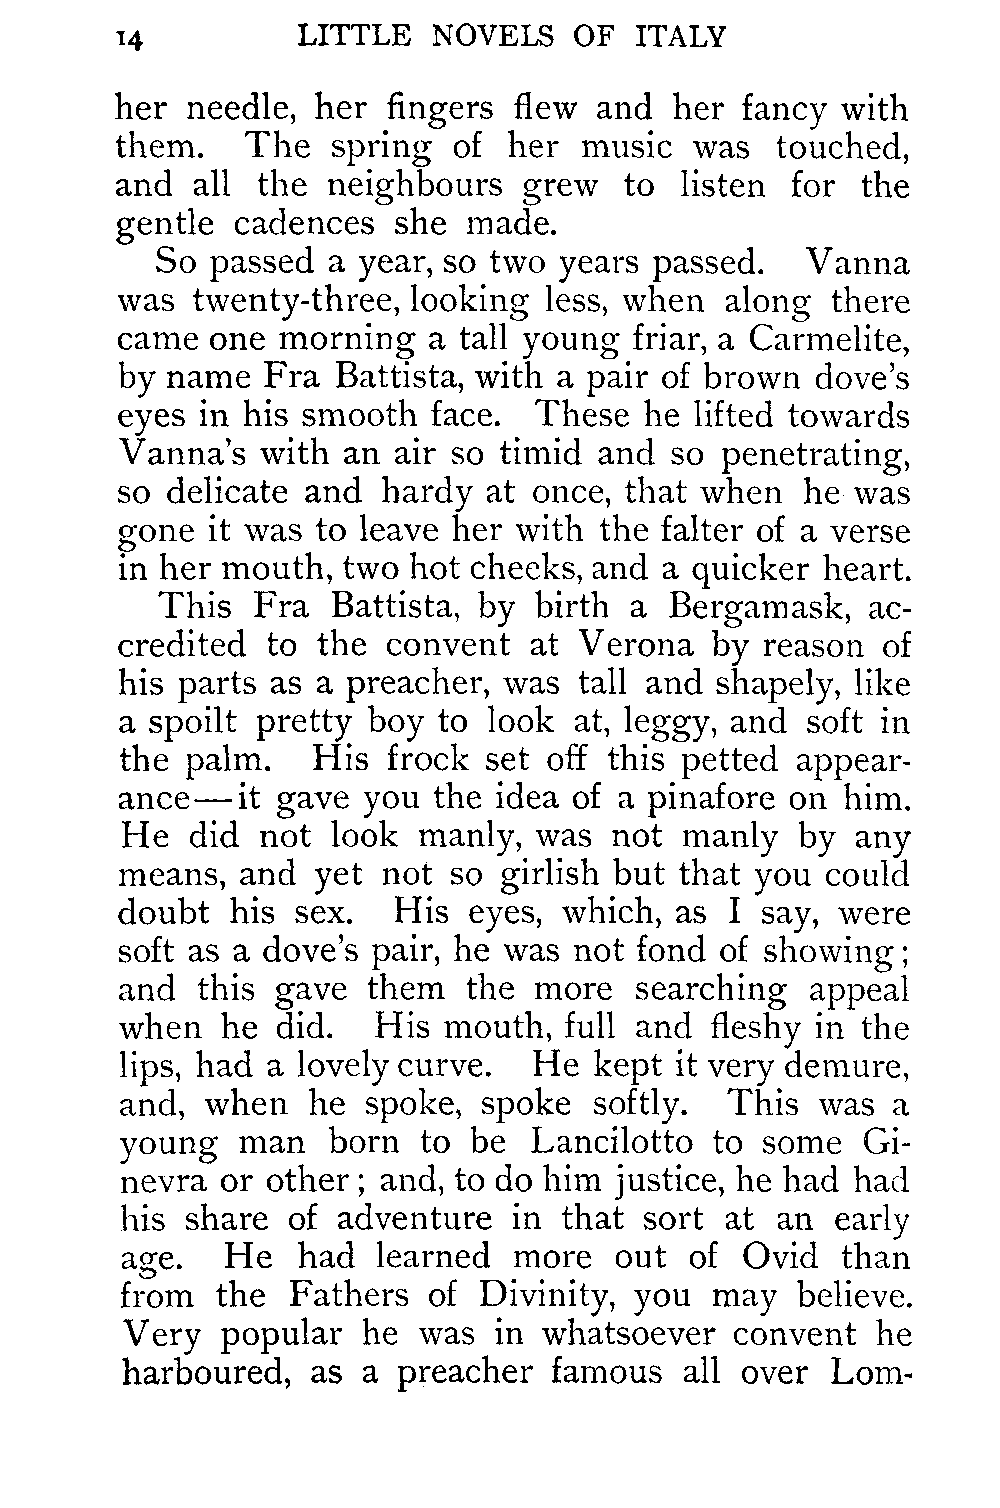 14 LITTLE NOVELS OF ITALY
her needle, her fingers flew and her fancy with
them. The spring of her music was touched,
and all the neighbours grew to listen for the
gentle cadences she made.
So passed a year, so two years passed. Vanna
was twenty-three, looking less, when along there
came one morning a tall young friar, a Carmelite,
by name Fra Battista, with a pair of brown dove's
eyes in his smooth face. These he lifted towards
Vanna's with an air so timid and so penetrating,
so delicate and hardy at once, that when he was
gone it was to leave her with the falter of a verse
in her mouth, two hot cheeks, and a quicker heart.
This Fra Battista, by birth a Bergamask, ac-
credited to the convent at Verona by reason of
his parts as a preacher, was tall and shapely, like
a spoilt pretty boy to look at, leggy, and soft in
the palm. His frock set off this petted appear-
ance—it gave you the idea of a pinafore on him.
He did not look manly, was not manly by any
means, and yet not so girlish but that you could
doubt his sex. His eyes, which, as I say, were
soft as a dove's pair, he was not fond of showing;
and this gave them the more searching appeal
when he did. His mouth, full and fleshy in the
lips, had a lovely curve. He kept it very demure,
and, when he spoke, spoke softly. This was a
young man born to be Lancilotto to some Gi-
nevra or other; and, to do him justice, he had had
his share of adventure in that sort at an early
age. He had learned more out of Ovid than
from the Fathers of Divinity, you may believe.
Very popular he was in whatsoever convent he
harboured, as a preacher famous all over Lom-